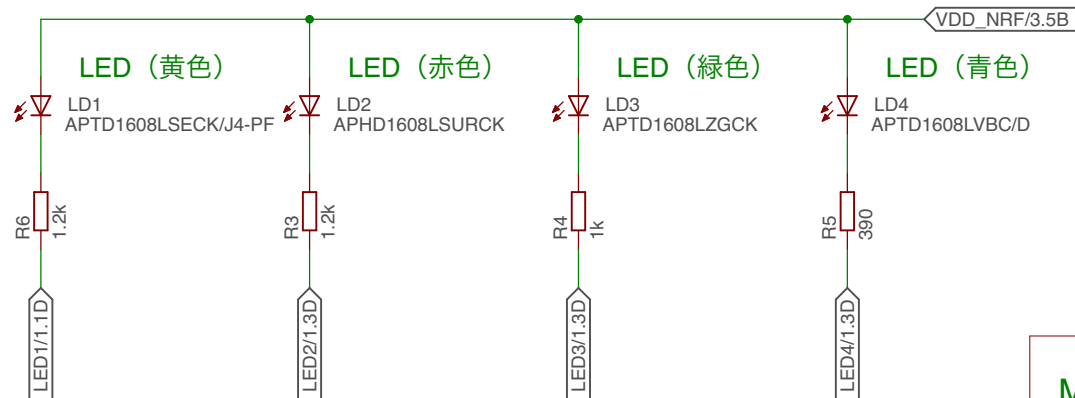 VDD_NRF/3.5B
LED（黄色）
LED（赤色）
LED（緑色）
LED（青色）
LD1
APTD1608LSECK/J4-PF
LD2
APHD1608LSURCK
LD3
APTD1608LZGCK
LD4
APTD1608LVBC/D
R6
1.2k
R3
1.2k
R4
1k
R5
390
LED1/1.1D
LED2/1.3D
LED3/1.3D
LED4/1.3D